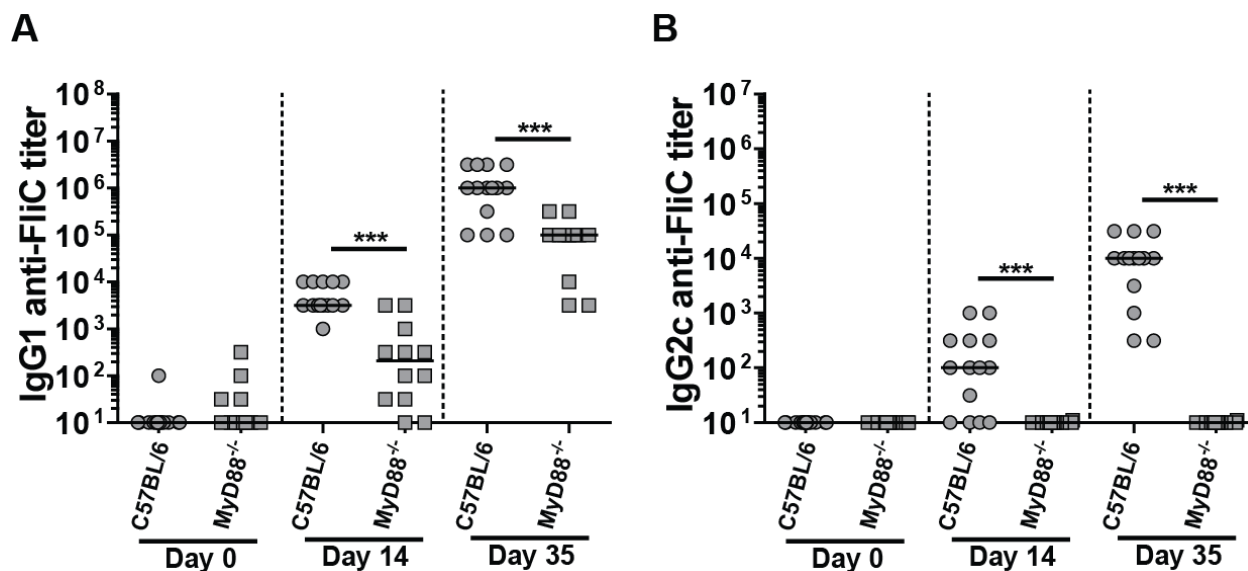 A
IgG1 anti-FliC titer
10⁸
10⁷
10⁶
10⁵
10⁴
10³
10²
10¹
***
***
C57BL/6
MyD88⁻/⁻
C57BL/6
MyD88⁻/⁻
C57BL/6
MyD88⁻/⁻
Day 0
Day 14
Day 35
B
IgG2c anti-FliC titer
10⁷
10⁶
10⁵
10⁴
10³
10²
10¹
***
***
C57BL/6
MyD88⁻/⁻
C57BL/6
MyD88⁻/⁻
C57BL/6
MyD88⁻/⁻
Day 0
Day 14
Day 35